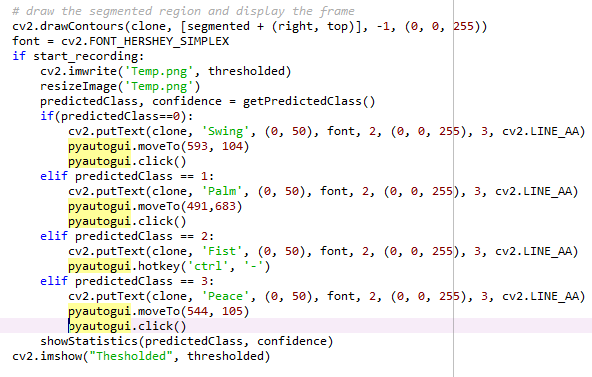 # draw the segmented region and display the frame
cv2.drawContours(clone, [segmented + (right, top)], -1, (0, 0, 255))
font = cv2.FONT_HERSHEY_SIMPLEX
if start_recording:
    cv2.imwrite('Temp.png', thresholded)
    resizeImage('Temp.png')
    predictedClass, confidence = getPredictedClass()
    if(predictedClass==0):
        cv2.putText(clone, 'Swing', (0, 50), font, 2, (0, 0, 255), 3, cv2.LINE_AA)
        pyautogui.moveTo(593, 104)
        pyautogui.click()
    elif predictedClass == 1:
        cv2.putText(clone, 'Palm', (0, 50), font, 2, (0, 0, 255), 3, cv2.LINE_AA)
        pyautogui.moveTo(491,683)
        pyautogui.click()
    elif predictedClass == 2:
        cv2.putText(clone, 'Fist', (0, 50), font, 2, (0, 0, 255), 3, cv2.LINE_AA)
        pyautogui.hotkey('ctrl', '-')
    elif predictedClass == 3:
        cv2.putText(clone, 'Peace', (0, 50), font, 2, (0, 0, 255), 3, cv2.LINE_AA)
        pyautogui.moveTo(544, 105)
        pyautogui.click()
    showStatistics(predictedClass, confidence)
cv2.imshow("Thesholded", thresholded)